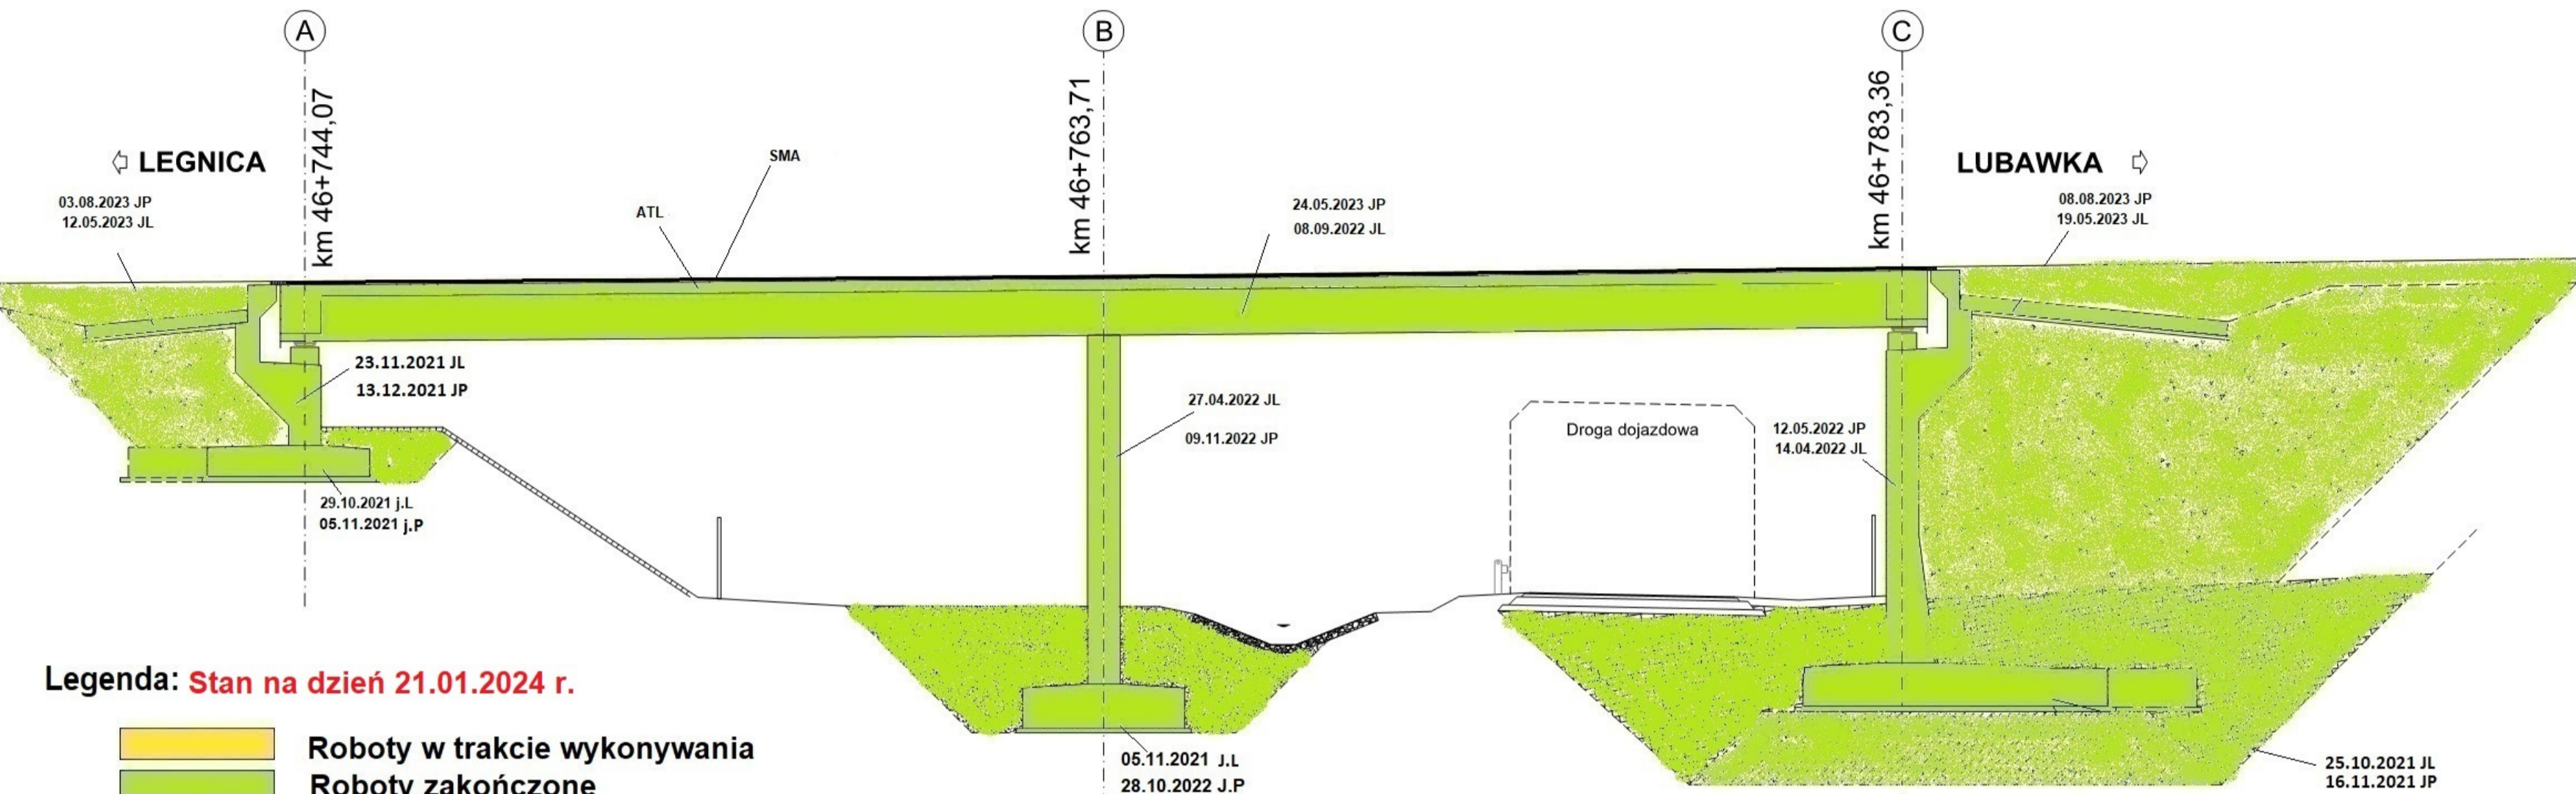 A
B
C
km 46+744,07
km 46+763,71
km 46+783,36
LEGNICA
LUBAWKA
03.08.2023 JP
12.05.2023 JL
SMA
ATL
24.05.2023 JP
08.09.2022 JL
08.08.2023 JP
19.05.2023 JL
23.11.2021 JL
13.12.2021 JP
27.04.2022 JL
09.11.2022 JP
Droga dojazdowa
12.05.2022 JP
14.04.2022 JL
29.10.2021 j.L
05.11.2021 j.P
Legenda: Stan na dzień 21.01.2024 r.
Roboty w trakcie wykonywania
Roboty zakończone
05.11.2021 J.L
28.10.2022 J.P
25.10.2021 JL
16.11.2021 JP